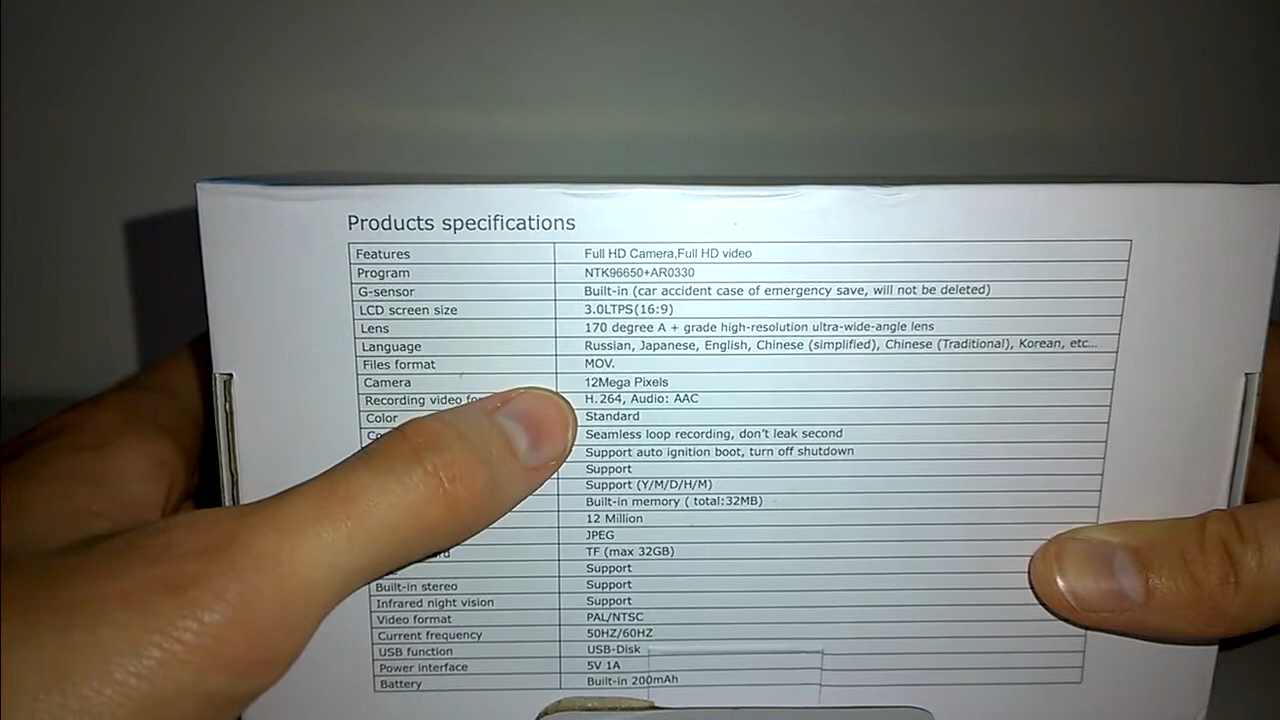 Products specifications
Features Full HD Camera,Full HD video
Program NTK96650+AR0330
G-sensor Built-in (car accident case of emergency save, will not be deleted)
LCD screen size 3.0LTPS(16:9)
Lens 170 degree A + grade high-resolution ultra-wide-angle lens
Language Russian, Japanese, English, Chinese (simplified), Chinese (Traditional), Korean, etc...
Files format MOV.
Camera 12Mega Pixels
Recording video H.264, Audio: AAC
Color Standard
Seamless loop recording, don't leak second
Support auto ignition boot, turn off shutdown
Support
Support (Y/M/D/H/M)
Built-in memory ( total:32MB)
12 Million
JPEG
TF (max 32GB)
Support
Built-in stereo Support
Infrared night vision Support
Video format PAL/NTSC
Current frequency 50HZ/60HZ
USB function USB-Disk
Power interface 5V 1A
Battery Built-in 200mAh